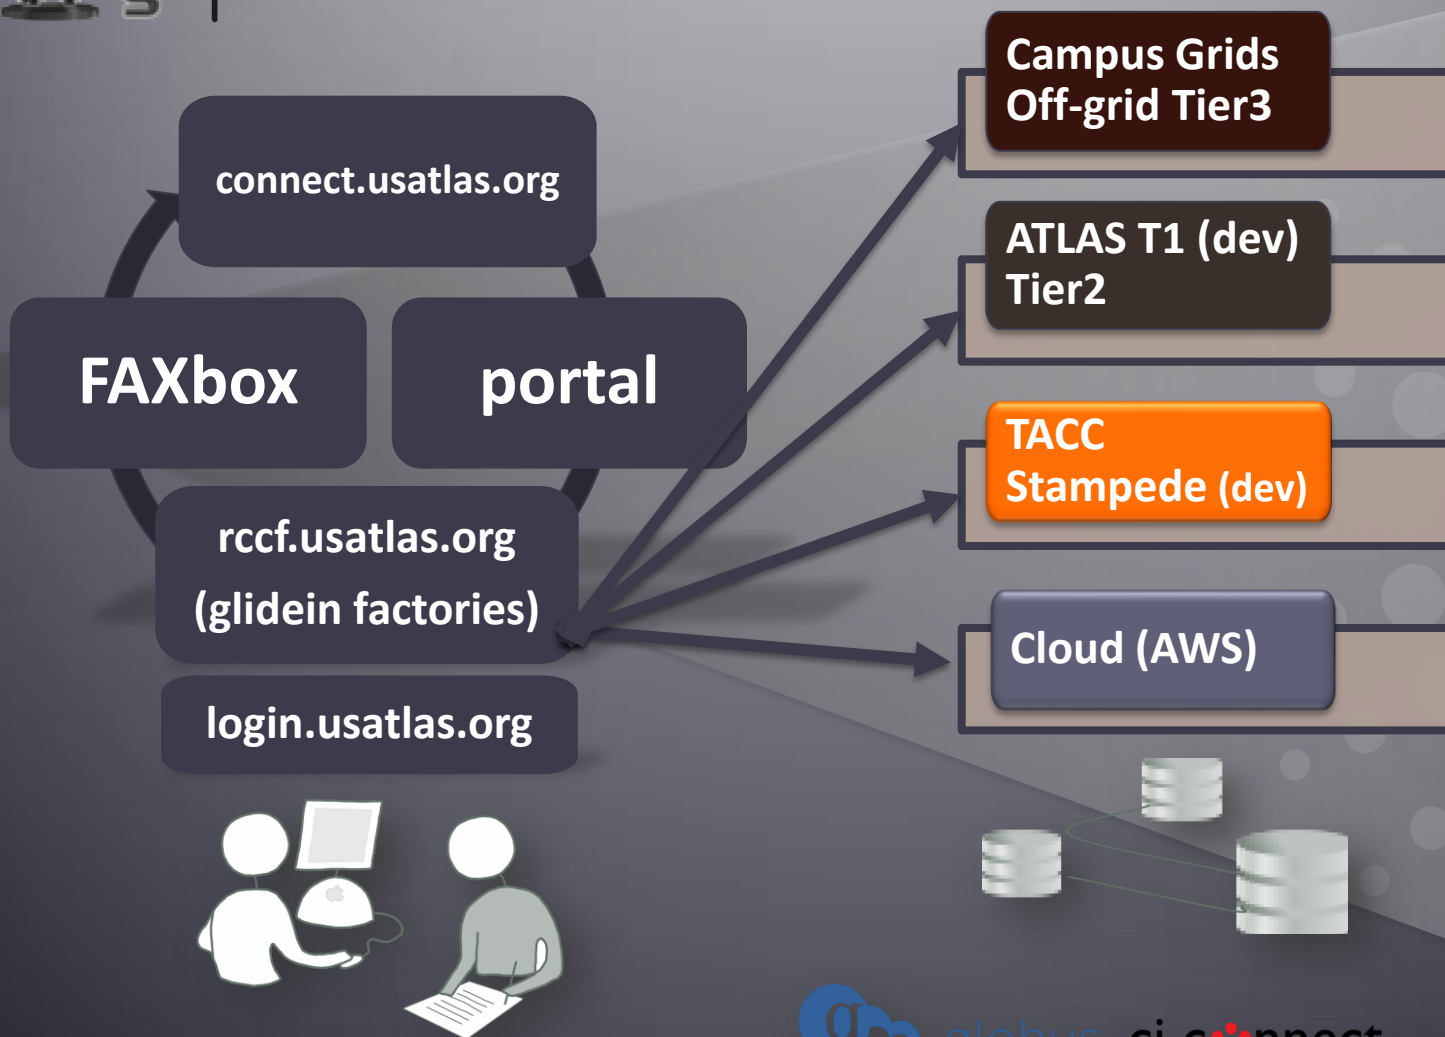 connect.usatlas.org
FAXbox
portal
rccf.usatlas.org
(glidein factories)
login.usatlas.org
Campus Grids
Off-grid Tier3
ATLAS T1 (dev)
Tier2
TACC
Stampede (dev)
Cloud (AWS)
globus